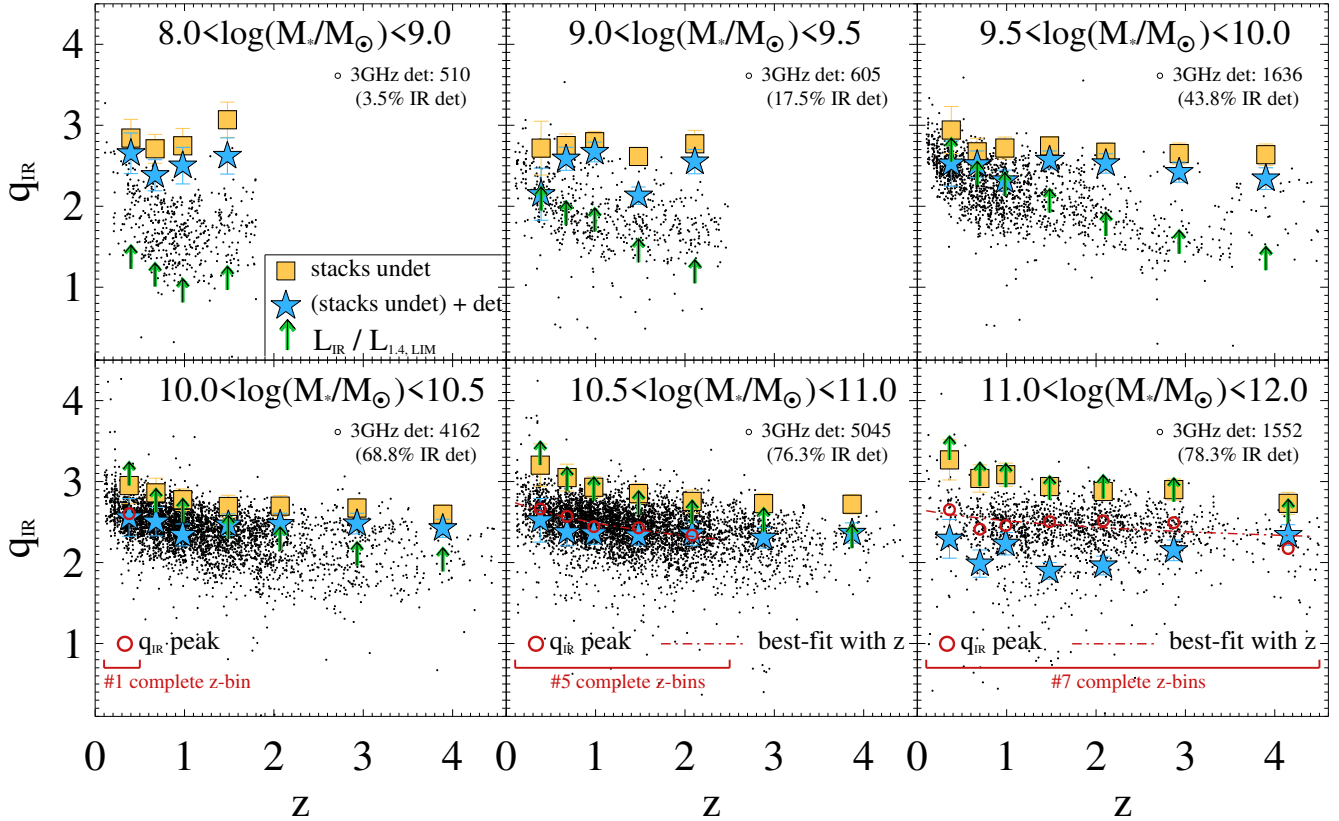 8.0<log(M*/M☉)<9.0
3GHz det: 510
(3.5% IR det)
stacks undet
(stacks undet) + det
L_IR / L_1.4, LIM
9.0<log(M*/M☉)<9.5
3GHz det: 605
(17.5% IR det)
9.5<log(M*/M☉)<10.0
3GHz det: 1636
(43.8% IR det)
4
3
2
1
q_IR
10.0<log(M*/M☉)<10.5
3GHz det: 4162
(68.8% IR det)
q_IR peak
#1 complete z-bin
10.5<log(M*/M☉)<11.0
3GHz det: 5045
(76.3% IR det)
q_IR peak best-fit with z
#5 complete z-bins
11.0<log(M*/M☉)<12.0
3GHz det: 1552
(78.3% IR det)
q_IR peak best-fit with z
#7 complete z-bins
4
3
2
1
q_IR
0 1 2 3 4 0 1 2 3 4 0 1 2 3 4
z z z